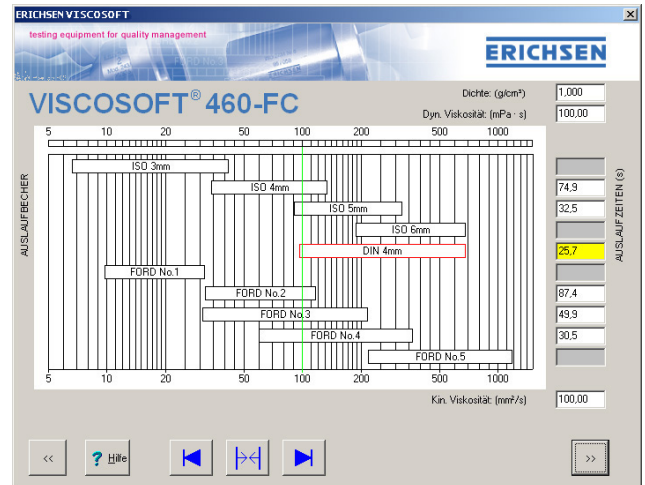 ERICHSEN VISCOSOFT
testing equipment for quality management
ERICHSEN
VISCOSOFT® 460-FC
Dichte: (g/cm³) 1,000
Dyn. Viskosität: (mPa · s) 100,00
5 10 20 50 100 200 500 1000
AUSLAUFBECHER
AUSLAUFZEITEN (s)
ISO 3mm
ISO 4mm 74,9
ISO 5mm 32,5
ISO 6mm
DIN 4mm 25,7
FORD No.1
FORD No.2 87,4
FORD No.3 49,9
FORD No.4 30,5
FORD No.5
5 10 20 50 100 200 500 1000
Kin. Viskosität: (mm²/s) 100,00
<< ? Hilfe >>